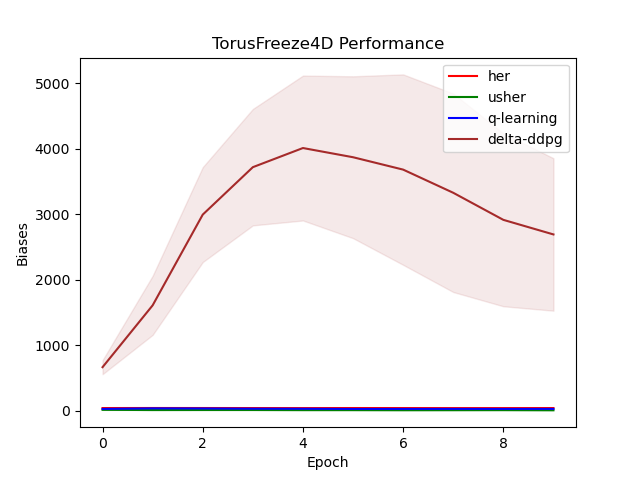 TorusFreeze4D Performance
her
usher
q-learning
delta-ddpg
5000
4000
3000
2000
1000
0
Biases
0 2 4 6 8
Epoch